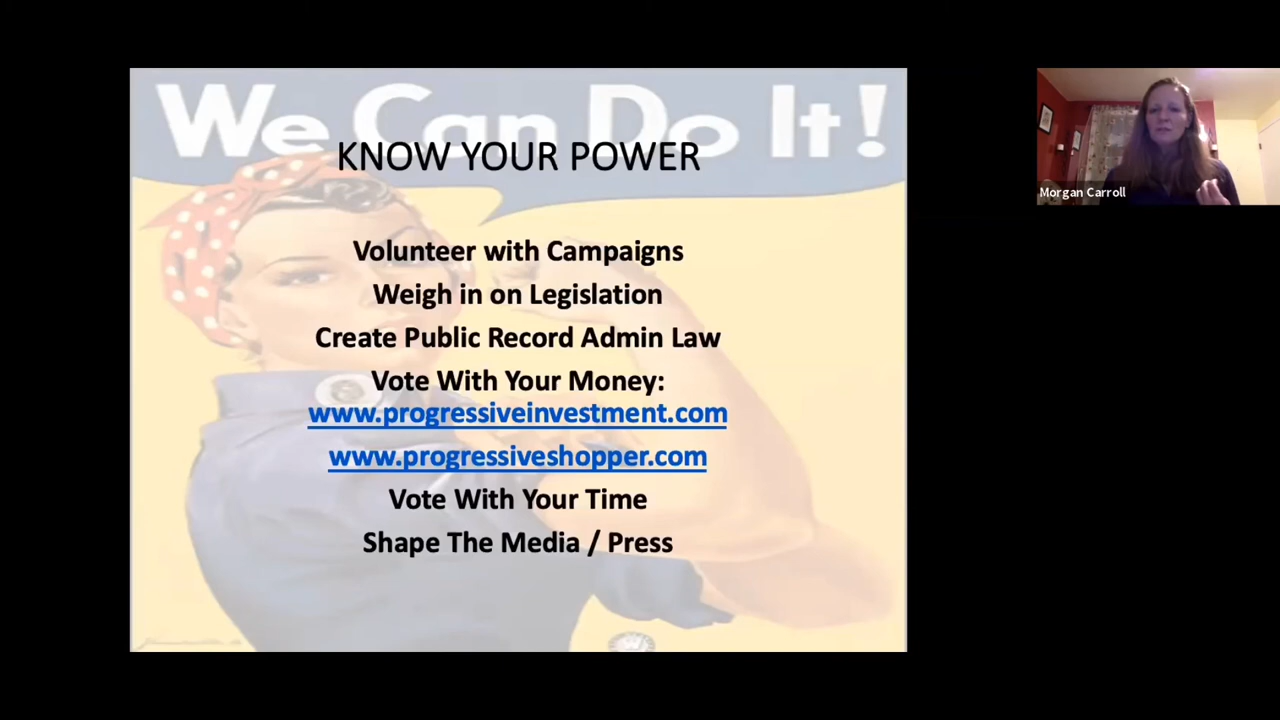 We Can Do It!
KNOW YOUR POWER
Volunteer with Campaigns
Weigh in on Legislation
Create Public Record Admin Law
Vote With Your Money:
www.progressiveinvestment.com
www.progressiveshopper.com
Vote With Your Time
Shape The Media / Press
Morgan Carroll